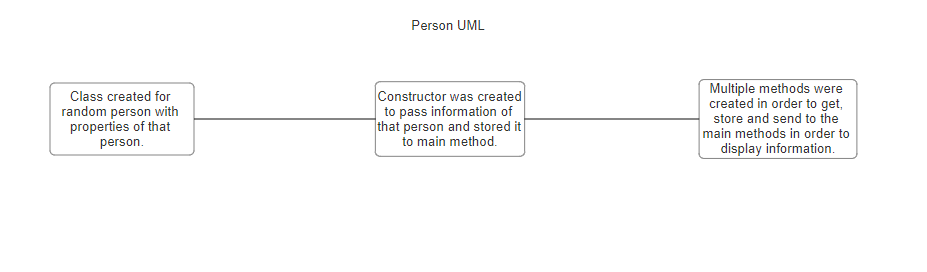 Person UML
Class created for
random person with
properties of that
person.
Constructor was created
to pass information of
that person and stored it
to main method.
Multiple methods were
created in order to get,
store and send to the
main methods in order to
display information.